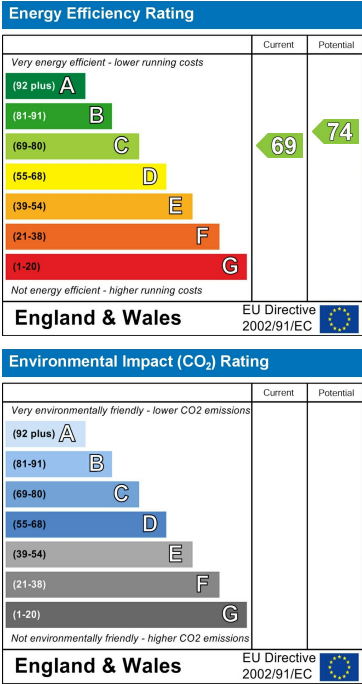 Energy Efficiency Rating
Current Potential
Very energy efficient - lower running costs
(92 plus) A
(81-91) B
(69-80) C
69 74
(55-68) D
(39-54) E
(21-38) F
(1-20) G
Not energy efficient - higher running costs
England & Wales
EU Directive
2002/91/EC
Environmental Impact (CO₂) Rating
Current Potential
Very environmentally friendly - lower CO2 emissions
(92 plus) A
(81-91) B
(69-80) C
(55-68) D
(39-54) E
(21-38) F
(1-20) G
Not environmentally friendly - higher CO2 emissions
England & Wales
EU Directive
2002/91/EC